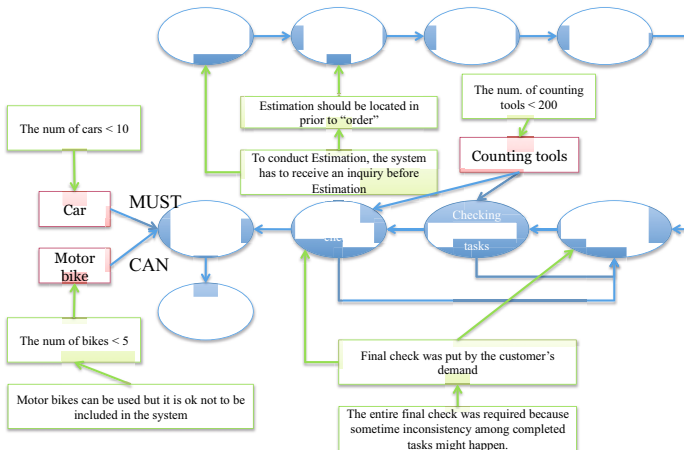 The num. of counting
tools < 200
Estimation should be located in
prior to “order”
The num of cars < 10
To conduct Estimation, the system
has to receive an inquiry before
Estimation
Counting tools
Car
MUST
Checking
tasks
Motor
bike
CAN
The num of bikes < 5
Final check was put by the customer’s
demand
Motor bikes can be used but it is ok not to be
included in the system
The entire final check was required because
sometime inconsistency among completed
tasks might happen.